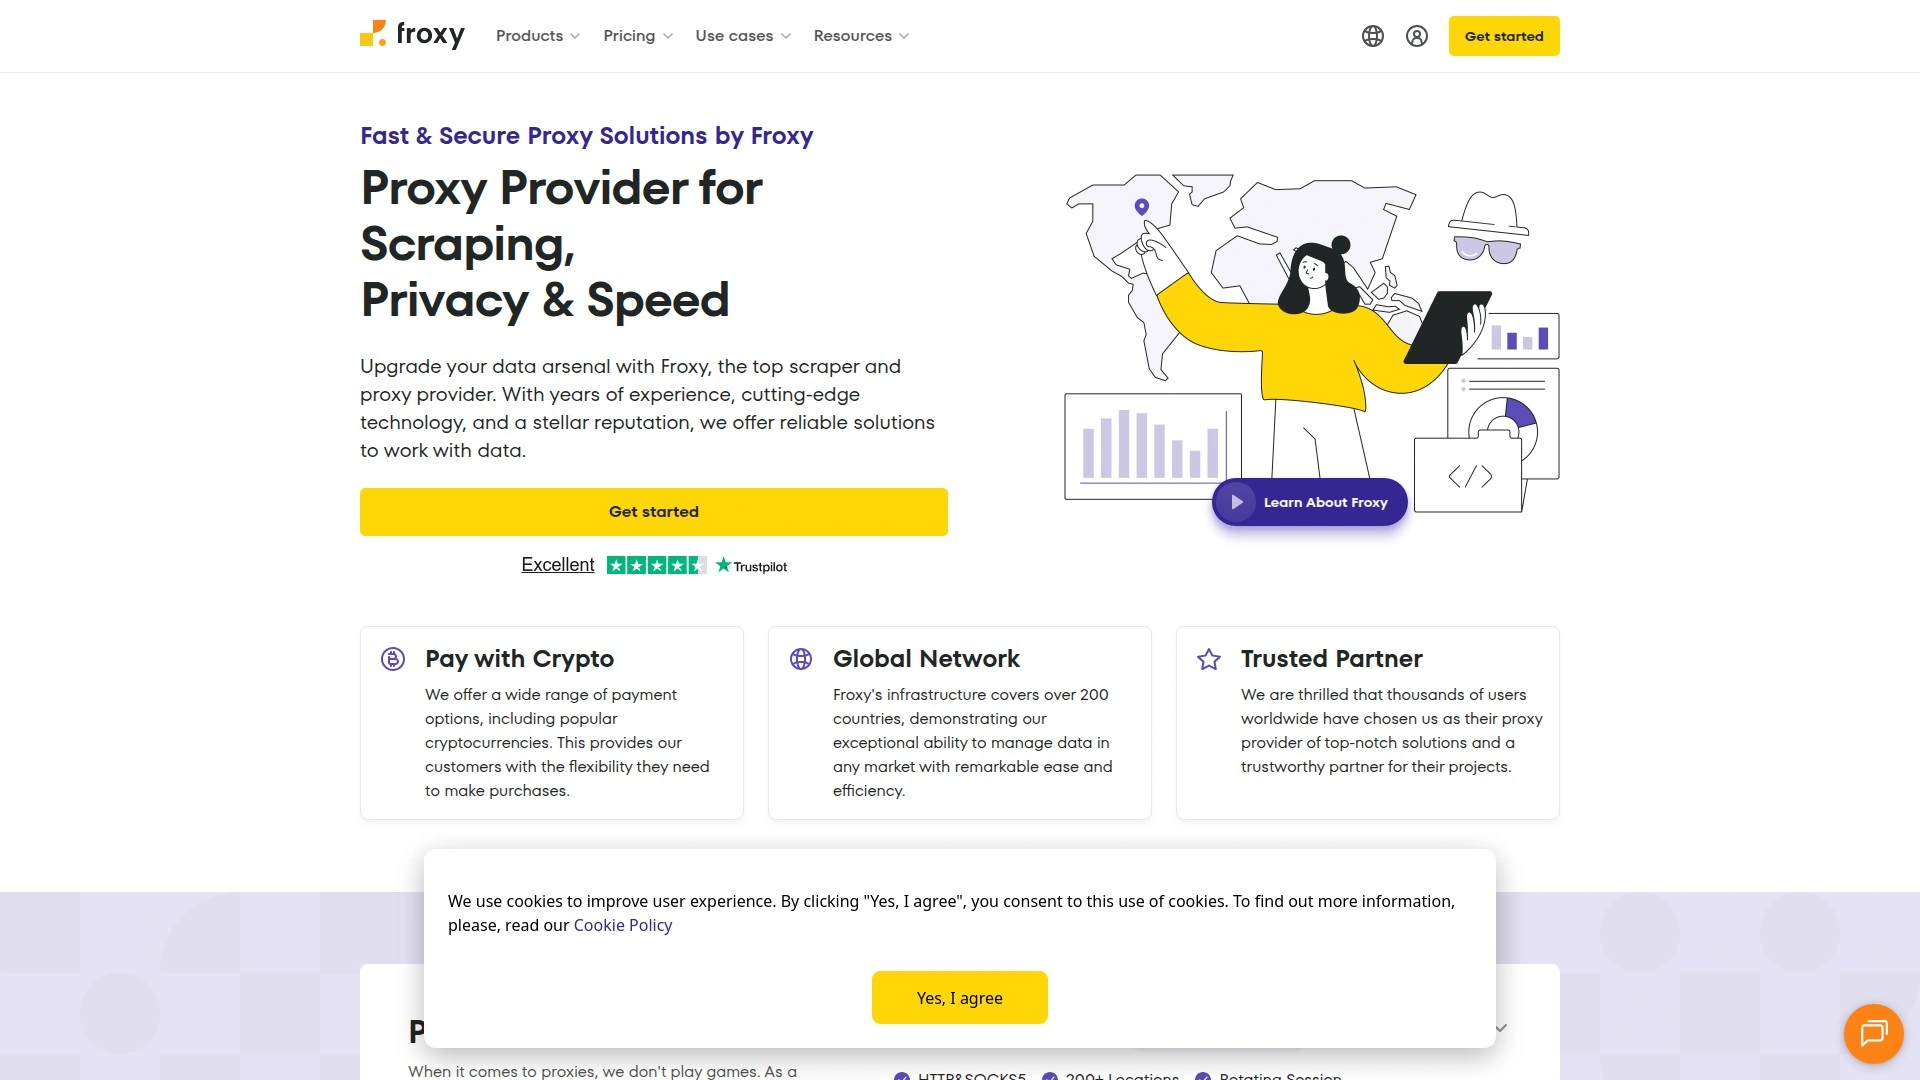 froxy
Products
Pricing
Use cases
Resources
Get started
Fast & Secure Proxy Solutions by Froxy
Proxy Provider for
Scraping,
Privacy & Speed
Upgrade your data arsenal with Froxy, the top scraper and
proxy provider. With years of experience, cutting-edge
technology, and a stellar reputation, we offer reliable solutions
to work with data.
Get started
Excellent
Trustpilot
</>
Learn About Froxy
Pay with Crypto
We offer a wide range of payment
options, including popular
cryptocurrencies. This provides our
customers with the flexibility they need
to make purchases.
Global Network
Froxy's infrastructure covers over 200
countries, demonstrating our
exceptional ability to manage data in
any market with remarkable ease and
efficiency.
Trusted Partner
We are thrilled that thousands of users
worldwide have chosen us as their proxy
provider of top-notch solutions and a
trustworthy partner for their projects.
We use cookies to improve user experience. By clicking "Yes, I agree", you consent to this use of cookies. To find out more information,
please, read our Cookie Policy
Yes, I agree
When it comes to proxies, we don't play games. As a
HTTP&SOCKS5
200+ Locations
Rotating Session